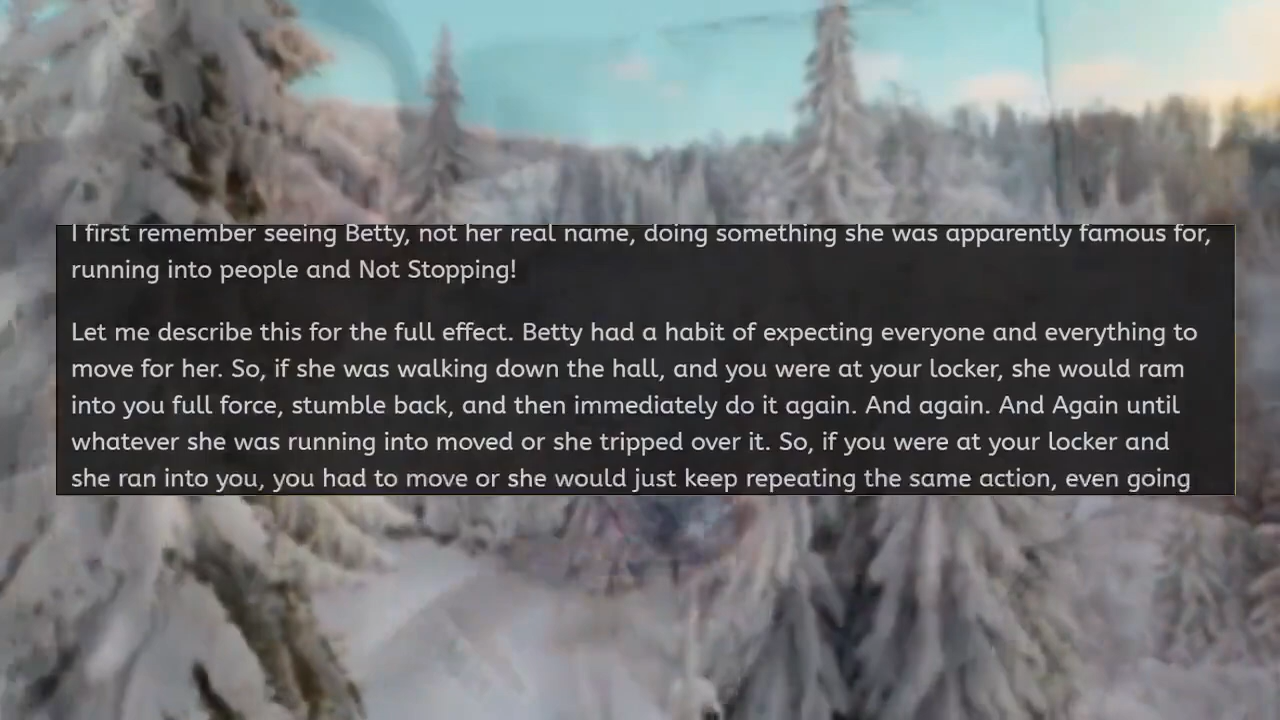 I first remember seeing Betty, not her real name, doing something she was apparently famous for,
running into people and Not Stopping!
Let me describe this for the full effect. Betty had a habit of expecting everyone and everything to
move for her. So, if she was walking down the hall, and you were at your locker, she would ram
into you full force, stumble back, and then immediately do it again. And again. And Again until
whatever she was running into moved or she tripped over it. So, if you were at your locker and
she ran into you, you had to move or she would just keep repeating the same action, even going